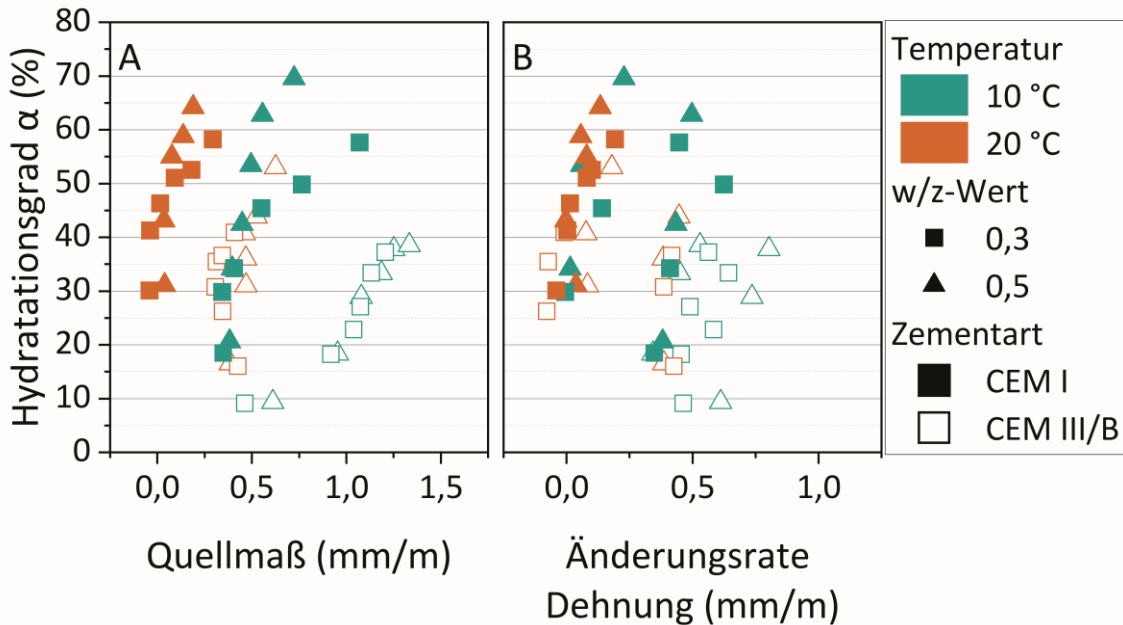 Hydratationsgrad α (%)
80
70
60
50
40
30
20
10
0
A
0,0
0,5
1,0
1,5
Quellmaß (mm/m)
B
0,0
0,5
1,0
Änderungsrate
Dehnung (mm/m)
Temperatur
10 °C
20 °C
w/z-Wert
0,3
0,5
Zementart
CEM I
CEM III/B